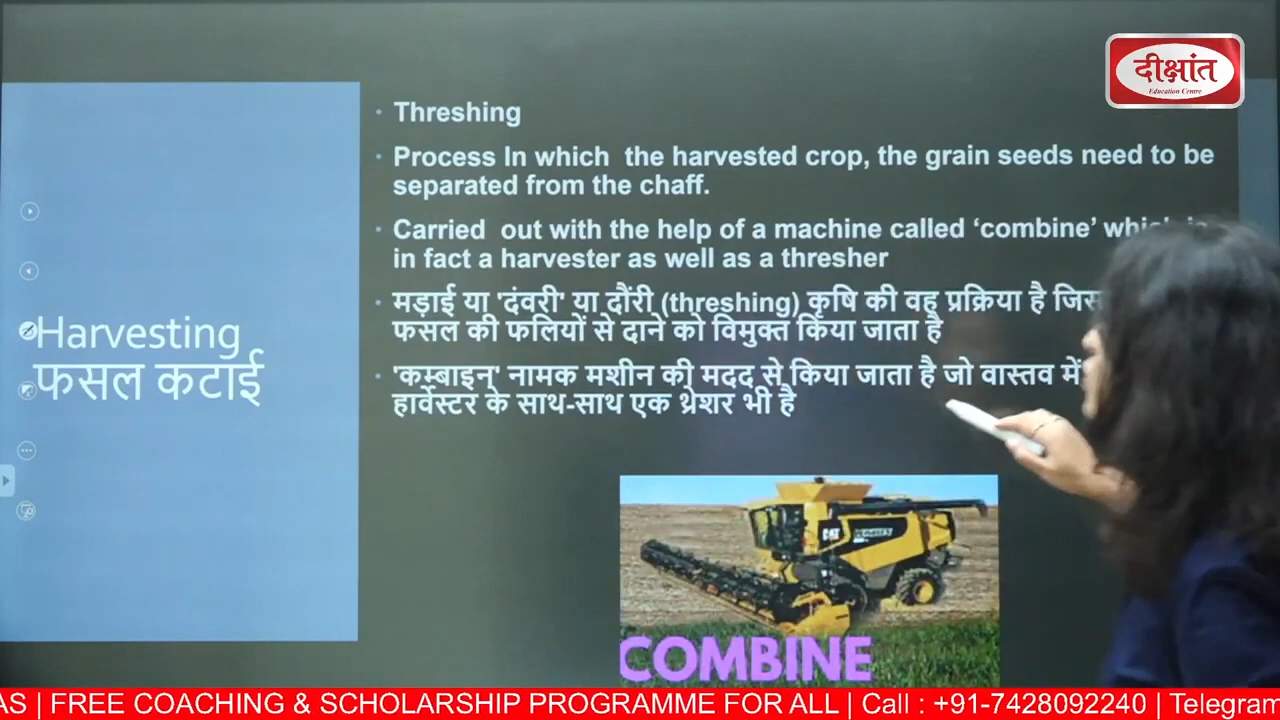 दीक्षांत
Education Centre
Threshing
Process In which the harvested crop, the grain seeds need to be
separated from the chaff.
Carried out with the help of a machine called ‘combine’ which is
in fact a harvester as well as a thresher
मड़ाई या 'दंवरी' या दौंरी (threshing) कृषि की वह प्रक्रिया है
फसल की फलियों से दाने को विमुक्त किया जाता है
'कम्बाइन' नामक मशीन की मदद से किया जाता है जो वास्तव में
हार्वेस्टर के साथ-साथ एक थ्रेशर भी है
Harvesting
फसल कटाई
CAT
COMBINE
AS | FREE COACHING & SCHOLARSHIP PROGRAMME FOR ALL | Call : +91-7428092240 | Telegram